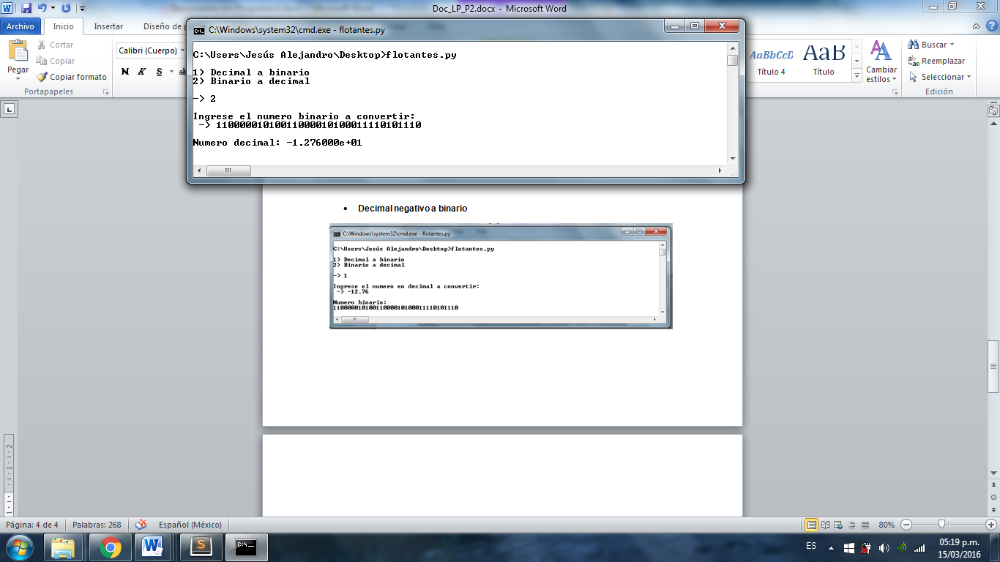 Doc_LP_P2.docx - Microsoft Word
Archivo
Inicio
Insertar
Diseño de
Pegar
Cortar
Copiar
Copiar formato
Portapapeles
Calibri (Cuerpo)
N K S ab
AaBbCcD
Título 4
AaB
Título
Cambiar
estilos
Buscar
Reemplazar
Seleccionar
Edición
C:\Windows\system32\cmd.exe - flotantes.py
C:\Users\Jesús Alejandro\Desktop>flotantes.py
1) Decimal a binario
2) Binario a decimal
-> 2
Ingrese el numero binario a convertir:
-> 11000001010011000010100011110101110
Numero decimal: -1.276000e+01
• Decimal negativo a binario
C:\Windows\system32\cmd.exe - flotantes.py
C:\Users\Jesús Alejandro\Desktop>flotantes.py
1) Decimal a binario
2) Binario a decimal
-> 1
Ingrese el numero en decimal a convertir:
-> -12.76
Numero binario:
11000001010011000010100011110101110
Página: 4 de 4
Palabras: 268
Español (México)
80%
ES
05:19 p.m.
15/03/2016